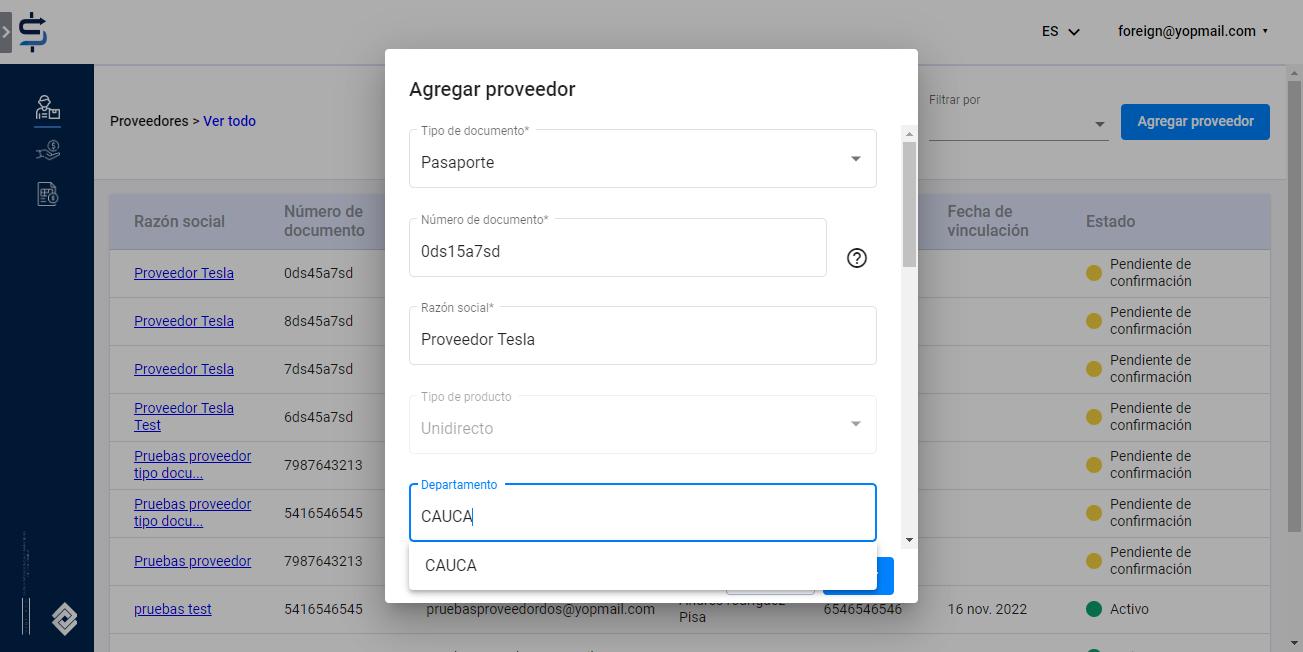 ES
foreign@yopmail.com
Agregar proveedor
Proveedores > Ver todo
Filtrar por
Agregar proveedor
Tipo de documento*
Pasaporte
Número de documento*
0ds15a7sd
Razón social*
Proveedor Tesla
Tipo de producto
Unidirecto
Departamento
CAUCA
CAUCA
Razón social
Número de
documento
Fecha de
vinculación
Estado
Proveedor Tesla
0ds45a7sd
Pendiente de
confirmación
Proveedor Tesla
8ds45a7sd
Pendiente de
confirmación
Proveedor Tesla
7ds45a7sd
Pendiente de
confirmación
Proveedor Tesla
Test
6ds45a7sd
Pendiente de
confirmación
Pruebas proveedor
tipo docu...
7987643213
Pendiente de
confirmación
Pruebas proveedor
tipo docu...
5416546545
Pendiente de
confirmación
Pruebas proveedor
7987643213
Pendiente de
confirmación
pruebas test
5416546545
pruebasproveedordos@yopmail.com
Andres rodriguez
Pisa
6546546546
16 nov. 2022
Activo